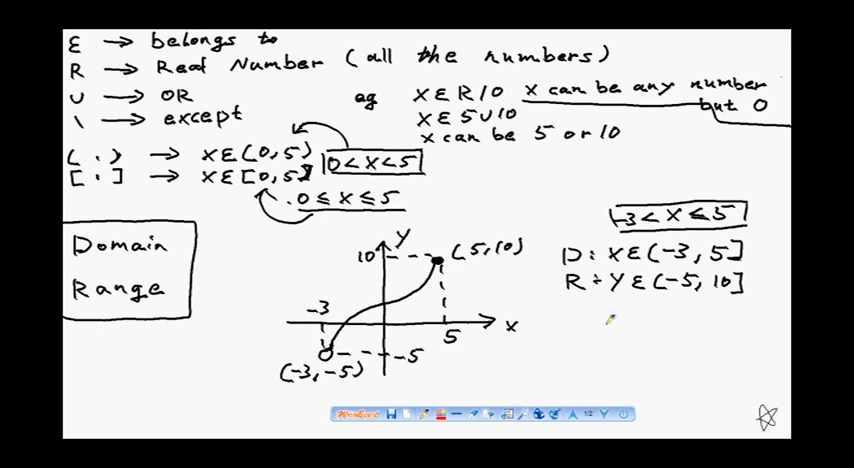 ε → belongs to
R → Real Number (all the numbers)
∪ → OR
\ → except
eg x ε R/0 x can be any number but 0
x ε 5∪10
x can be 5 or 10
( , ) → x ε (0,5) 0<x<5
[ , ] → x ε [0,5]
0 ≤ x ≤ 5
Domain
Range
Y
10
(5,10)
-3
5
x
-5
(-3,-5)
-3 < x ≤ 5
D: x ε (-3, 5]
R: Y ε (-5, 10]
1/2